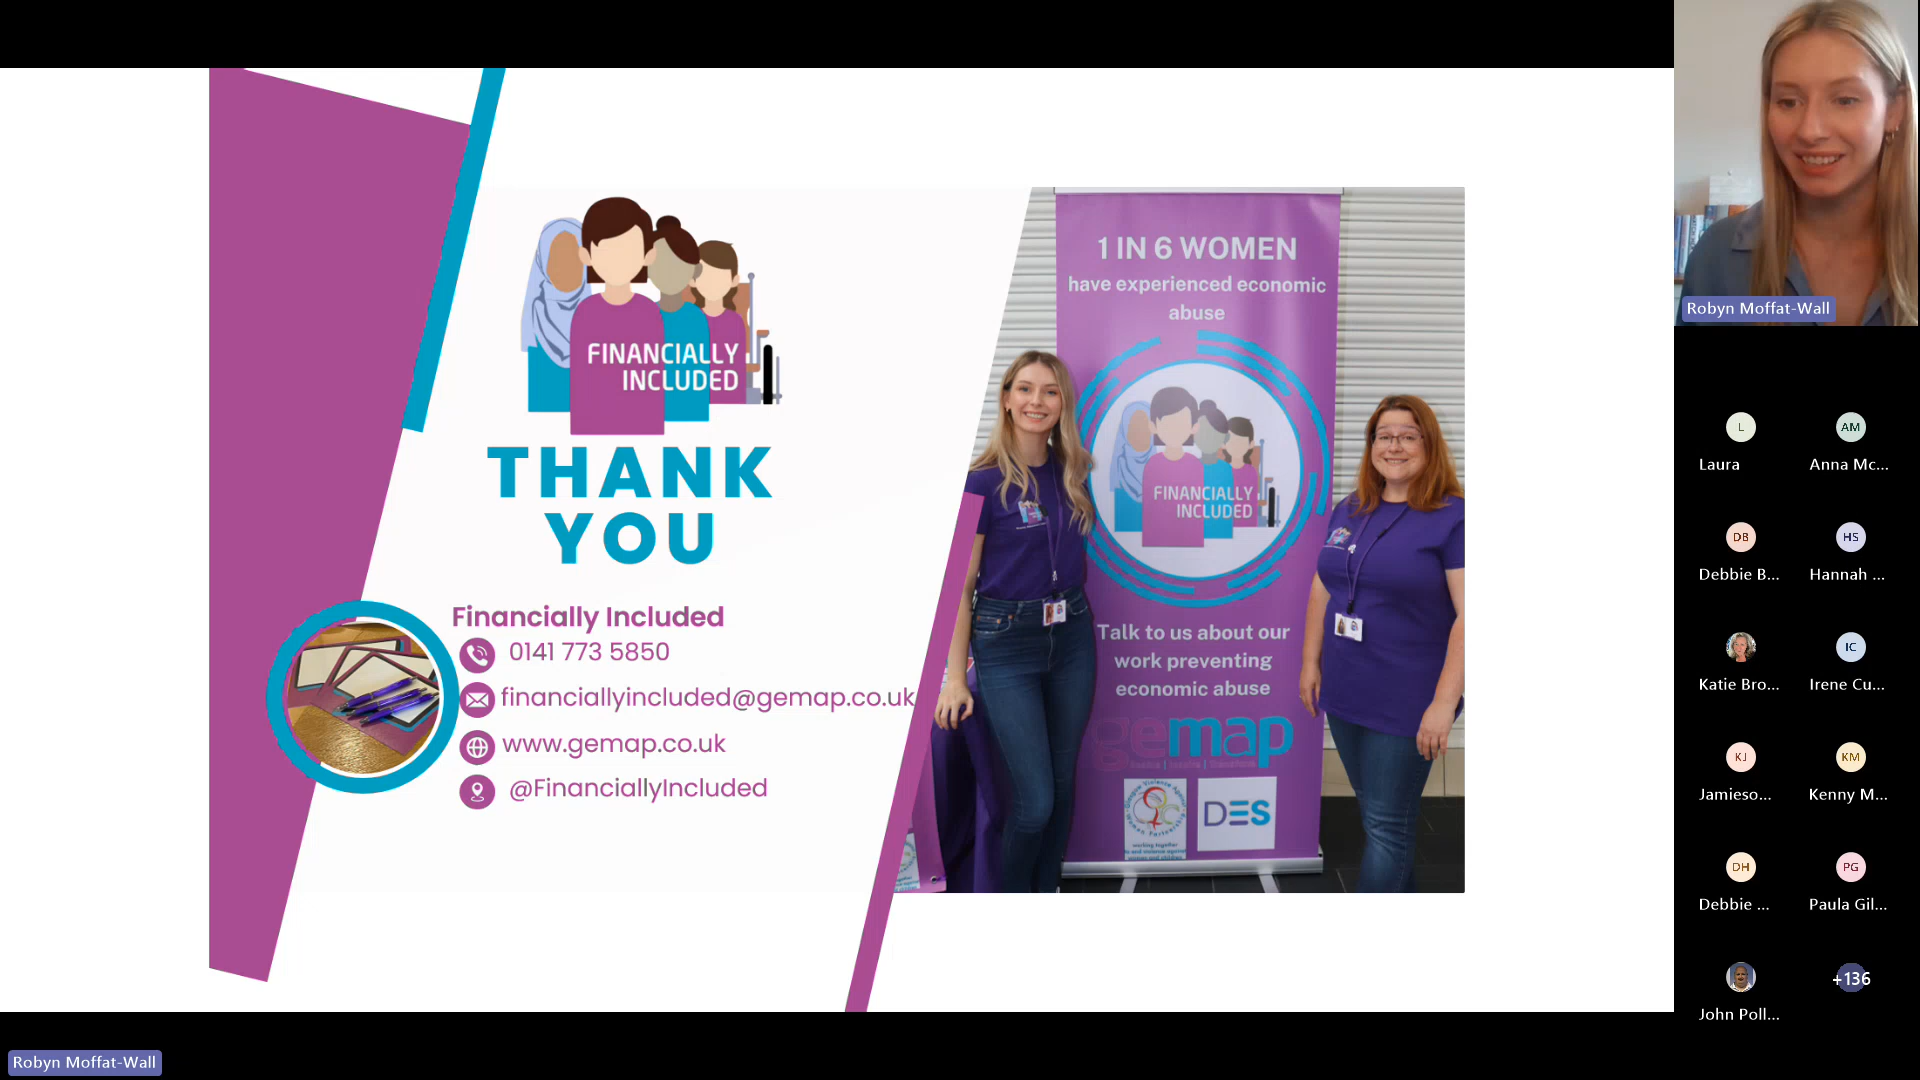 FINANCIALLY
INCLUDED
THANK
YOU
Financially Included
0141 773 5850
financiallyincluded@gemap.co.uk
www.gemap.co.uk
@FinanciallyIncluded
1 IN 6 WOMEN
have experienced economic
abuse
FINANCIALLY
INCLUDED
Talk to us about our
work preventing
economic abuse
gemap
working together
DES
Robyn Moffat-Wall
L
AM
Laura
Anna Mc...
DB
HS
Debbie B...
Hannah ...
IC
Katie Bro...
Irene Cu...
KJ
KM
Jamieso...
Kenny M...
DH
PG
Debbie ...
Paula Gil...
+136
John Poll...
Robyn Moffat-Wall